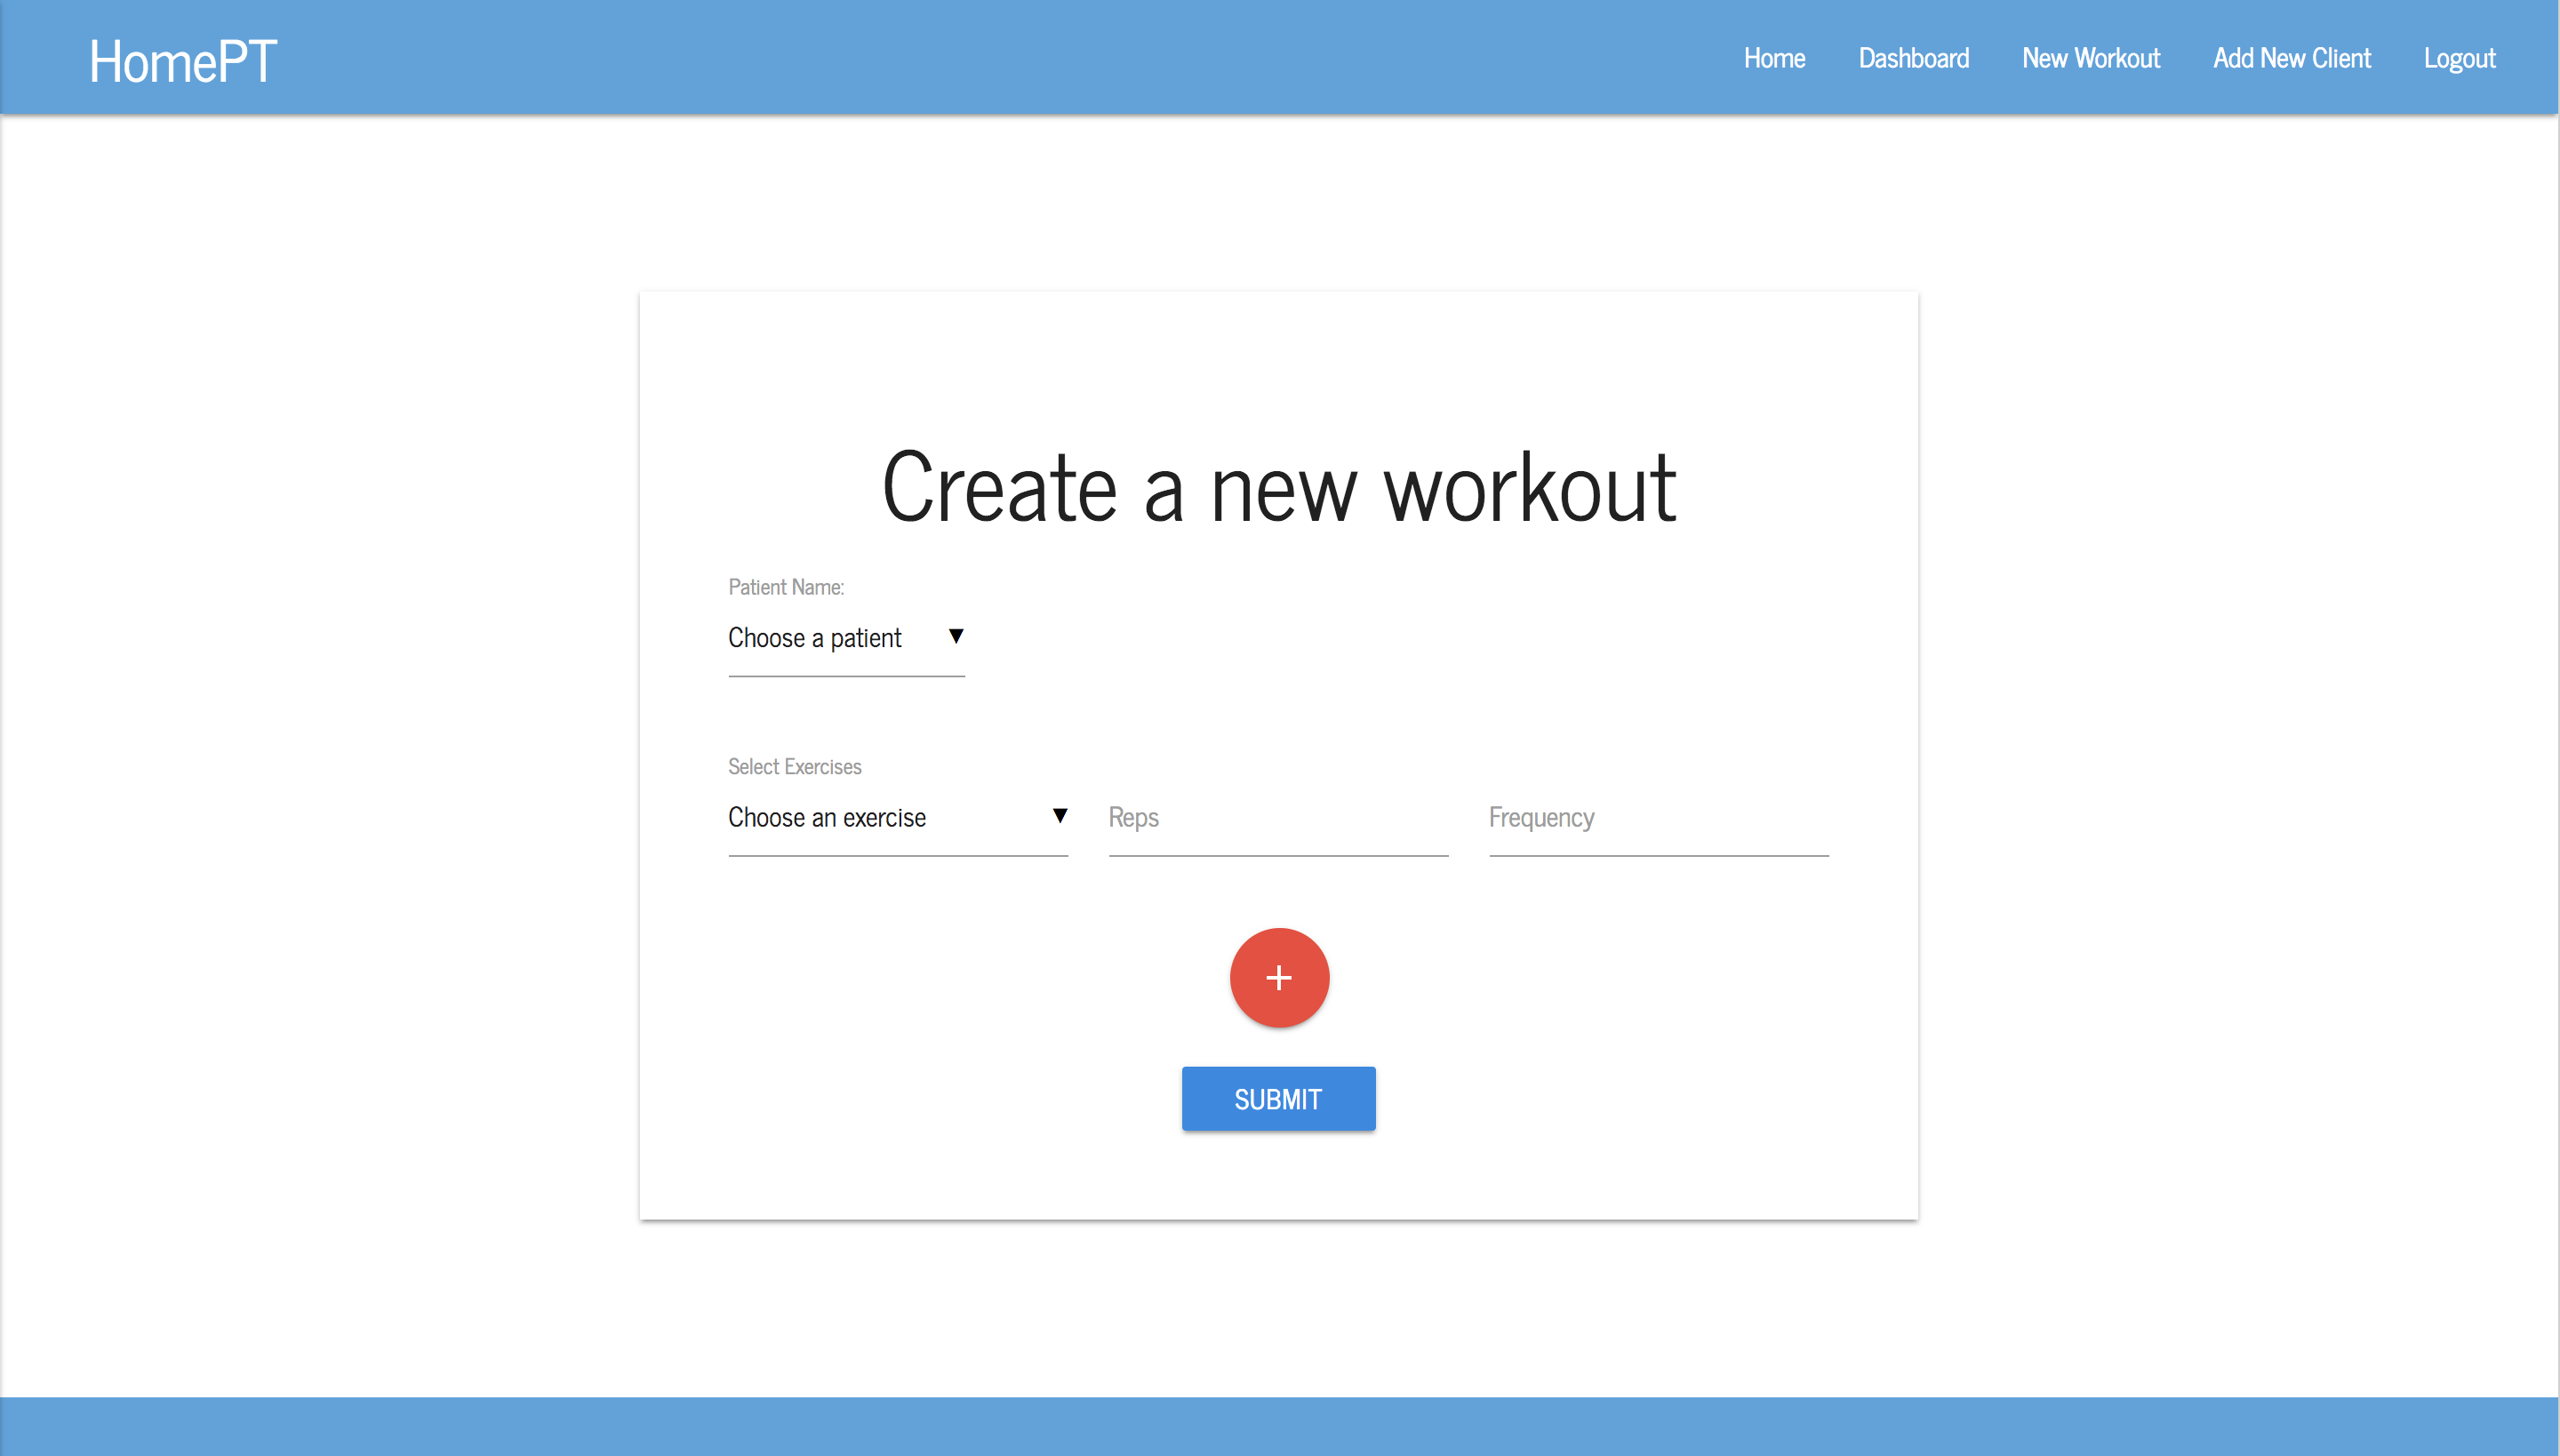 HomePT
Home Dashboard New Workout Add New Client Logout
Create a new workout
Patient Name:
Choose a patient ▼
Select Exercises
Choose an exercise ▼ Reps Frequency
+
SUBMIT